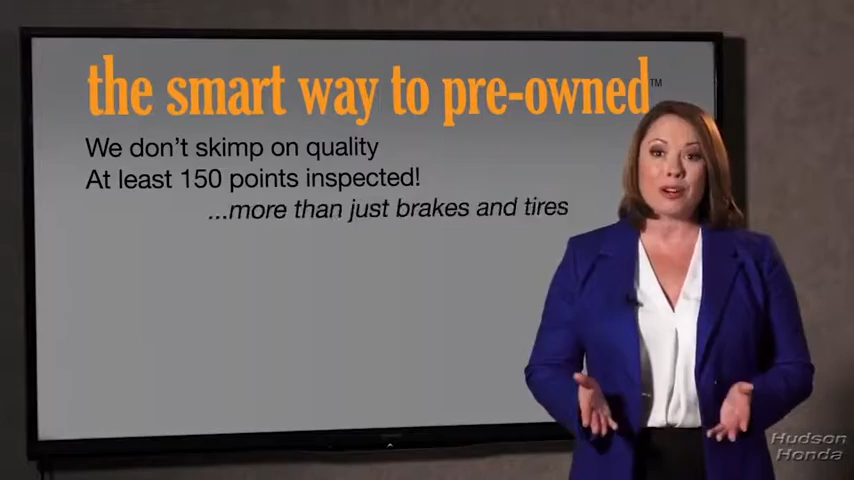 the smart way to pre-owned™
We don't skimp on quality
At least 150 points inspected!
...more than just brakes and tires
Hudson
Honda